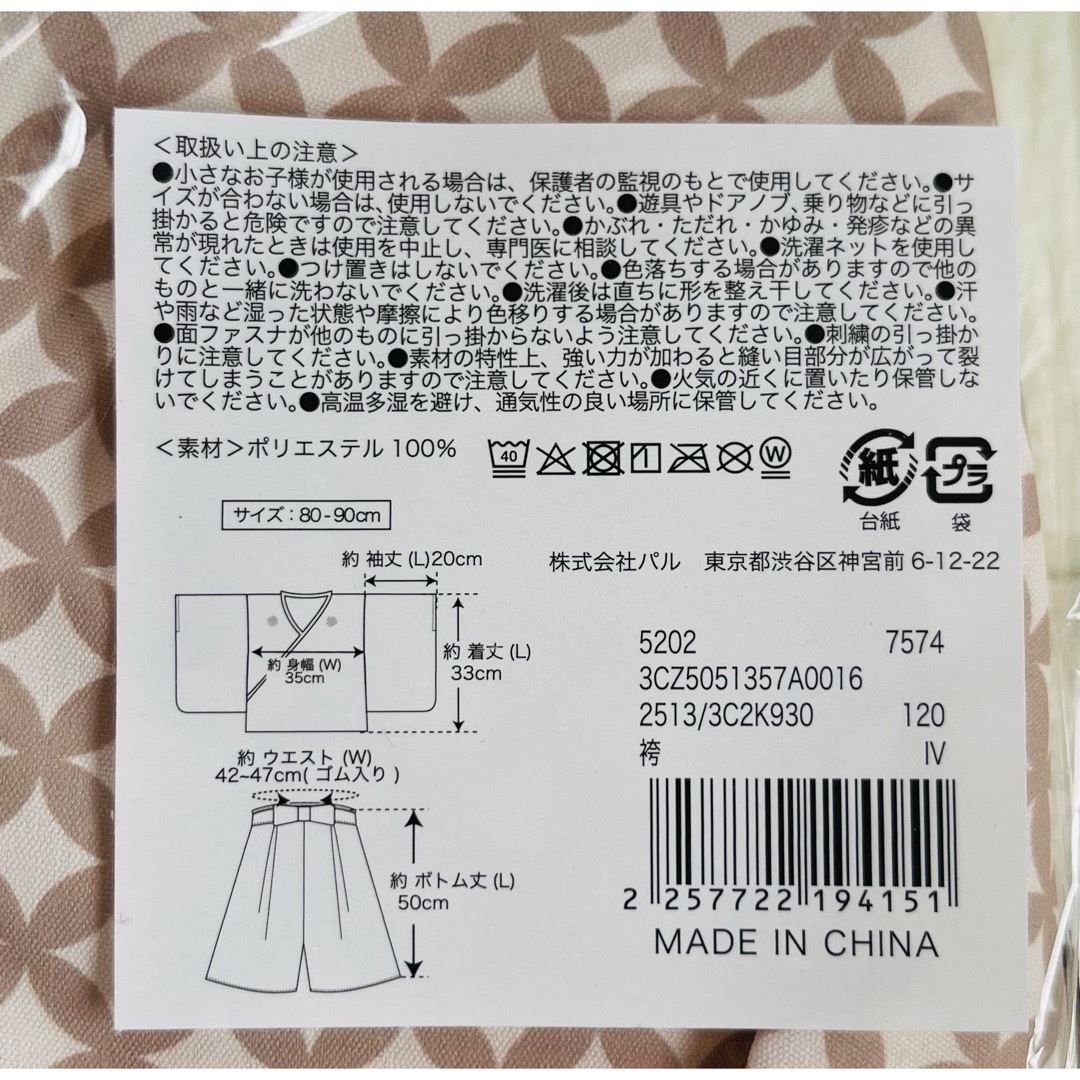 ＜取扱い上の注意＞
●小さなお子様が使用される場合は、保護者の監視のもとで使用してください。●サ
イズが合わない場合は、使用しないでください。●遊具やドアノブ、乗り物などに引っ
掛かると危険ですので注意してください。●かぶれ・ただれ・かゆみ・発疹などの異
常が現れたときは使用を中止し、専門医に相談してください。●洗濯ネットを使用し
てください。●つけ置きはしないでください。●色落ちする場合がありますので他の
ものと一緒に洗わないでください。●洗濯後は直ちに形を整え干してください。●汗
や雨など湿った状態や摩擦により色移りする場合がありますので注意してください。
●面ファスナが他のものに引っ掛からないよう注意してください。●刺繍の引っ掛か
りに注意してください。●素材の特性上、強い力が加わると縫い目部分が広がって裂
けてしまうことがありますので注意してください。●火気の近くに置いたり保管しな
いでください。●高温多湿を避け、通気性の良い場所に保管してください。
＜素材＞ポリエステル 100%
40
W
紙
プラ
台紙
袋
サイズ：80-90cm
株式会社パル 東京都渋谷区神宮前 6-12-22
約 袖丈 (L)20cm
約 身幅 (W)
35cm
約 着丈 (L)
33cm
約 ウエスト (W)
42~47cm( ゴム入り )
約 ボトム丈 (L)
50cm
5202 7574
3CZ5051357A0016
2513/3C2K930 120
袴 IV
2 257722 194151
MADE IN CHINA